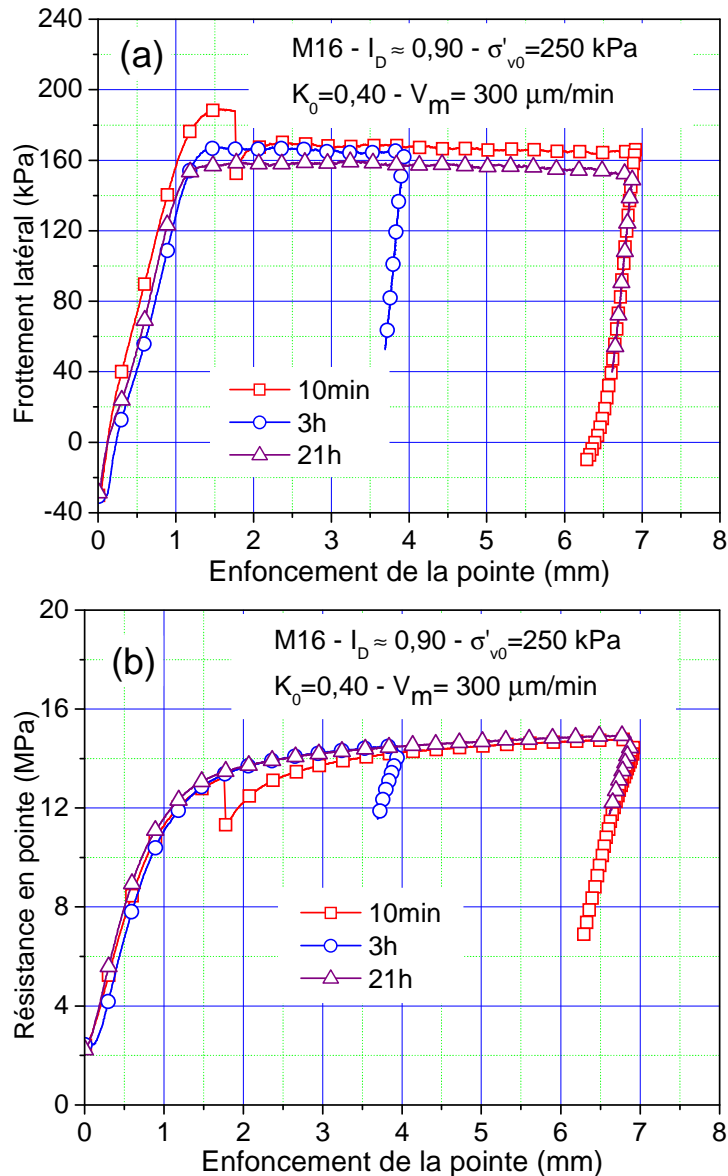 240
200
160
120
80
40
0
-40
Frottement latéral (kPa)
(a)
M16 - I_D ≈ 0,90 - σ'_v0=250 kPa
K_0=0,40 - V_m= 300 μm/min
10min
3h
21h
0 1 2 3 4 5 6 7 8
Enfoncement de la pointe (mm)
20
16
12
8
4
0
Résistance en pointe (MPa)
(b)
M16 - I_D ≈ 0,90 - σ'_v0=250 kPa
K_0=0,40 - V_m= 300 μm/min
10min
3h
21h
0 1 2 3 4 5 6 7 8
Enfoncement de la pointe (mm)